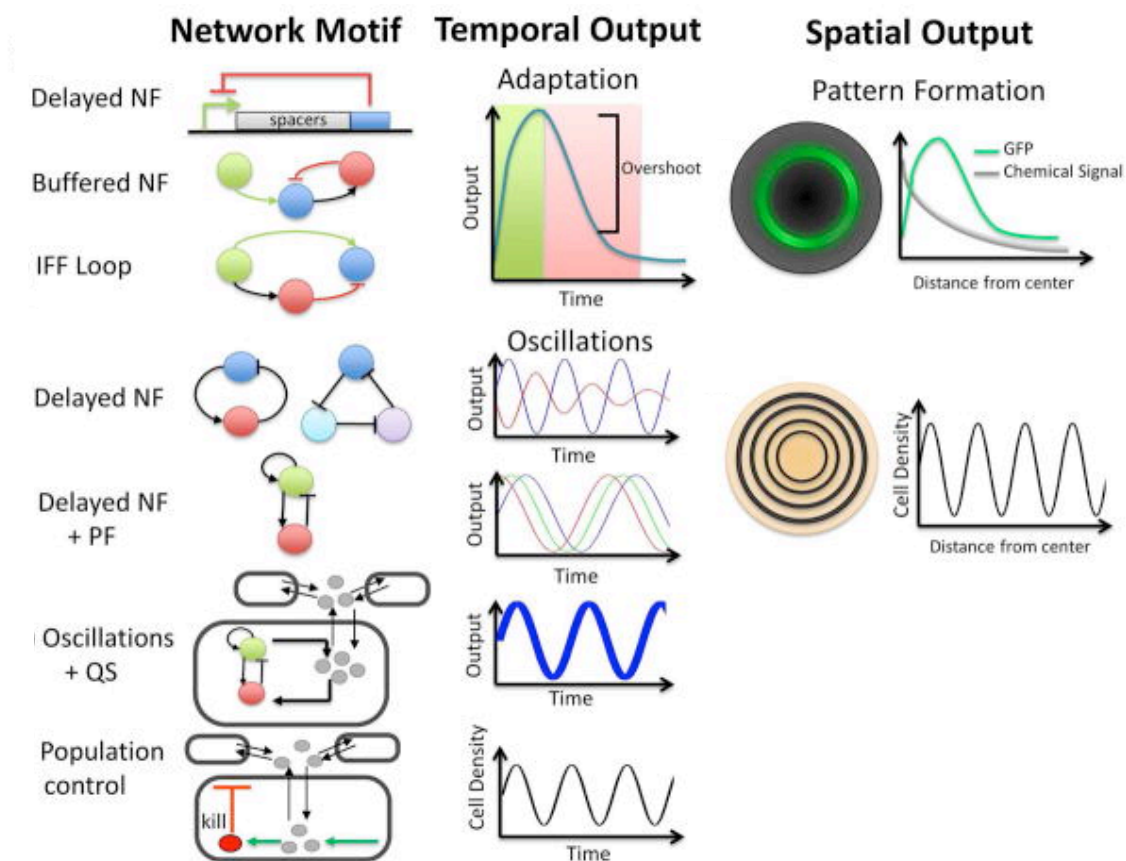 Network Motif
Temporal Output
Spatial Output
Delayed NF
spacers
Buffered NF
IFF Loop
Adaptation
Output
Overshoot
Time
Pattern Formation
GFP
Chemical Signal
Distance from center
Delayed NF
Oscillations
Output
Time
Cell Density
Distance from center
Delayed NF
+ PF
Output
Time
Oscillations
+ QS
Output
Time
Population
control
kill
Cell Density
Time